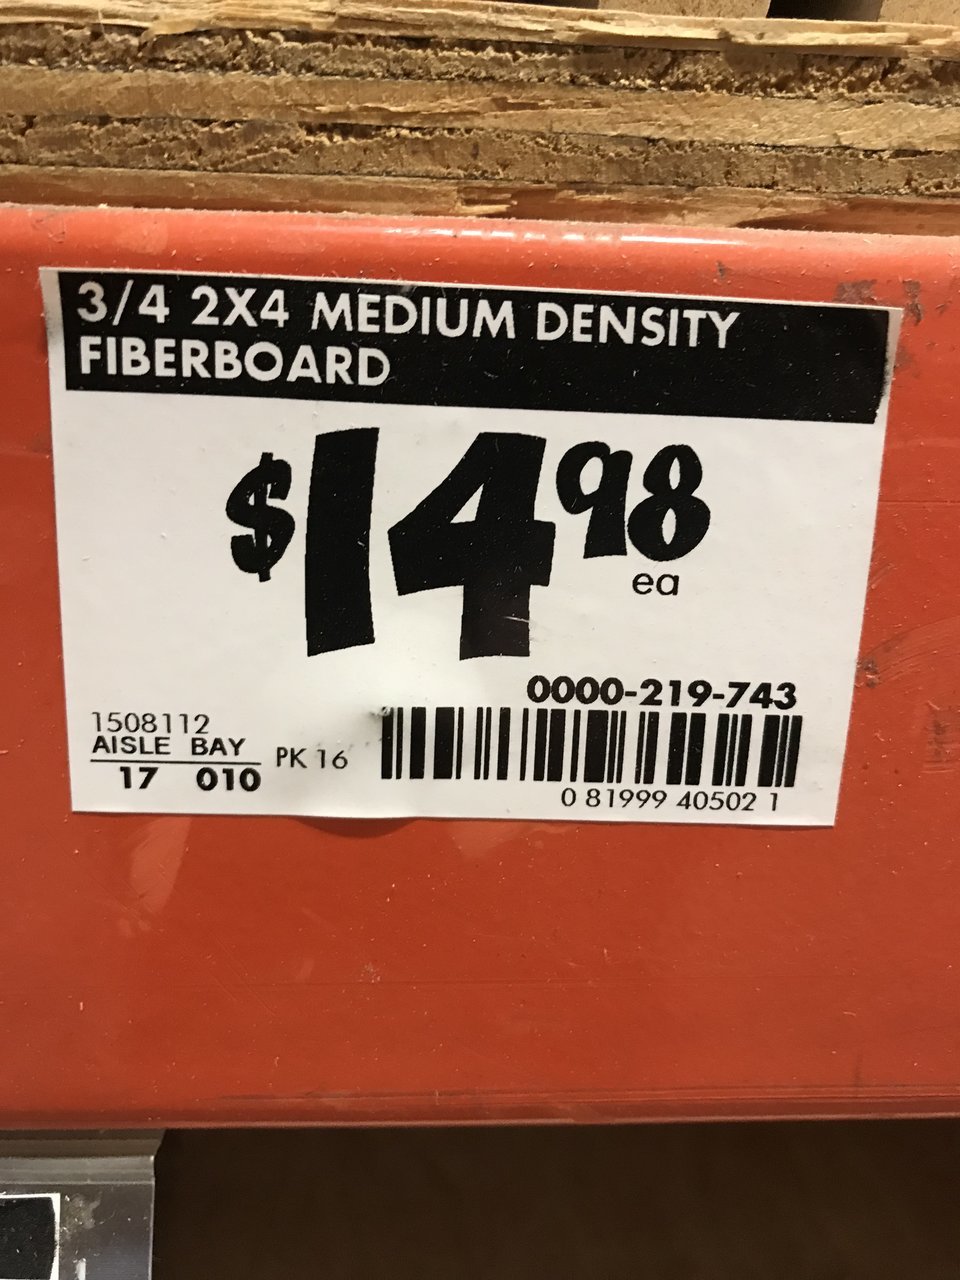 3/4 2X4 MEDIUM DENSITY
FIBERBOARD
$14 98
ea
0000-219-743
1508112
AISLE BAY
17 010
PK 16
0 81999 40502 1